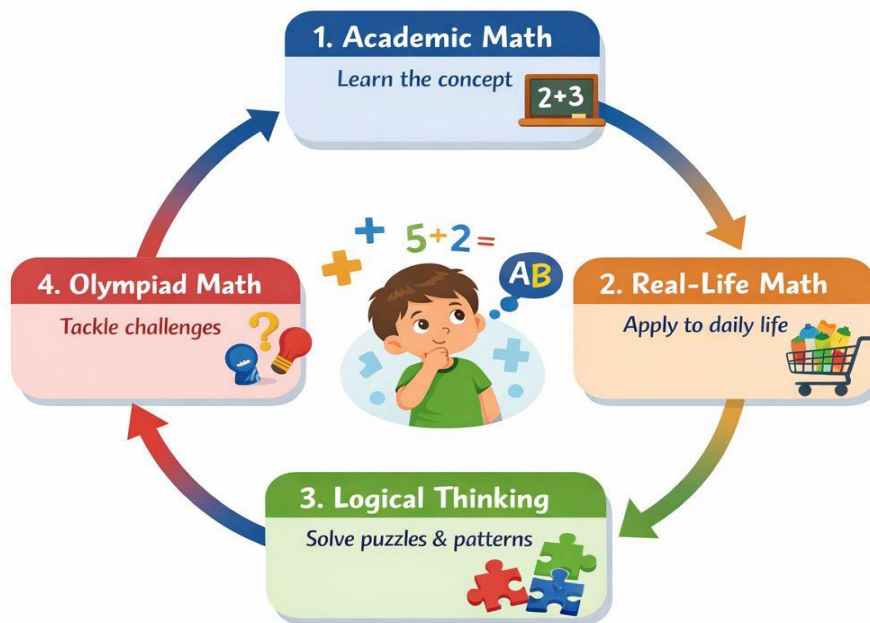 1. Academic Math
Learn the concept
2+3
5+2=
AB
4. Olympiad Math
Tackle challenges
?
2. Real-Life Math
Apply to daily life
3. Logical Thinking
Solve puzzles & patterns